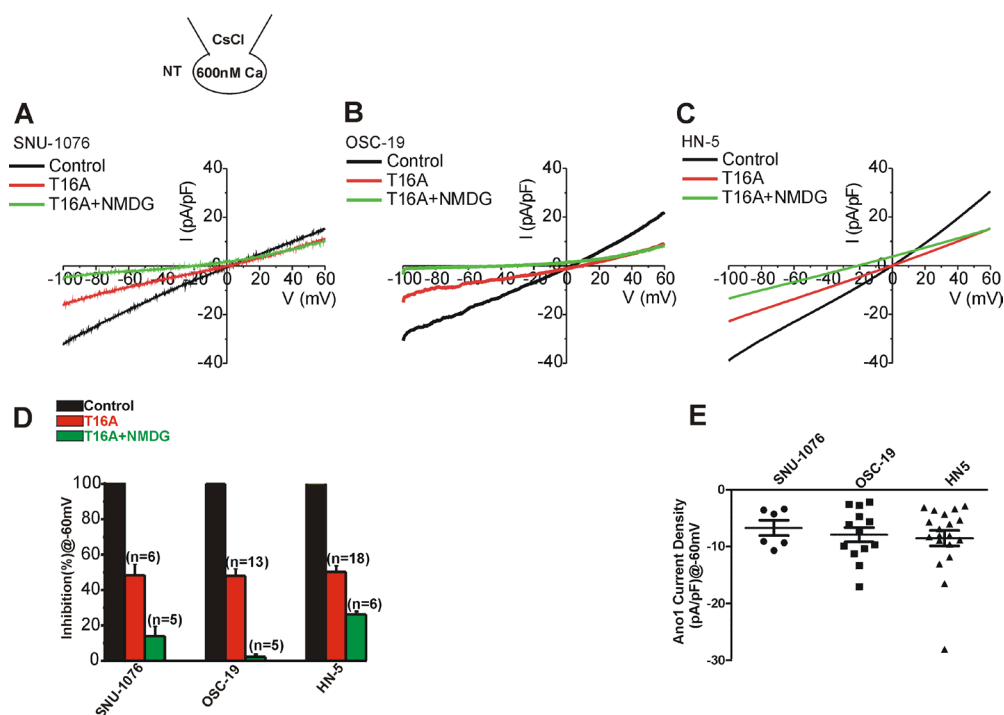 CsCl
NT
600nM Ca
A
SNU-1076
Control
T16A
T16A+NMDG
I (pA/pF)
40
20
-20
-40
-100 -80 -60 -40 -20 0 20 40 60
V (mV)
B
OSC-19
Control
T16A
T16A+NMDG
I (pA/pF)
40
20
-20
-40
-100 -80 -60 -40 -20 0 20 40 60
V (mV)
C
HN-5
Control
T16A
T16A+NMDG
I (pA/pF)
40
20
-20
-40
-100 -80 -60 -40 -20 0 20 40 60
V (mV)
D
Control
T16A
T16A+NMDG
Inhibition(%)@-60mV
100
80
60
40
20
0
(n=6)
(n=5)
(n=13)
(n=5)
(n=18)
(n=6)
SNU-1076
OSC-19
HN-5
E
SNU-1076
OSC-19
HN5
Ano1 Current Density
(pA/pF)@-60mV
0
-10
-20
-30